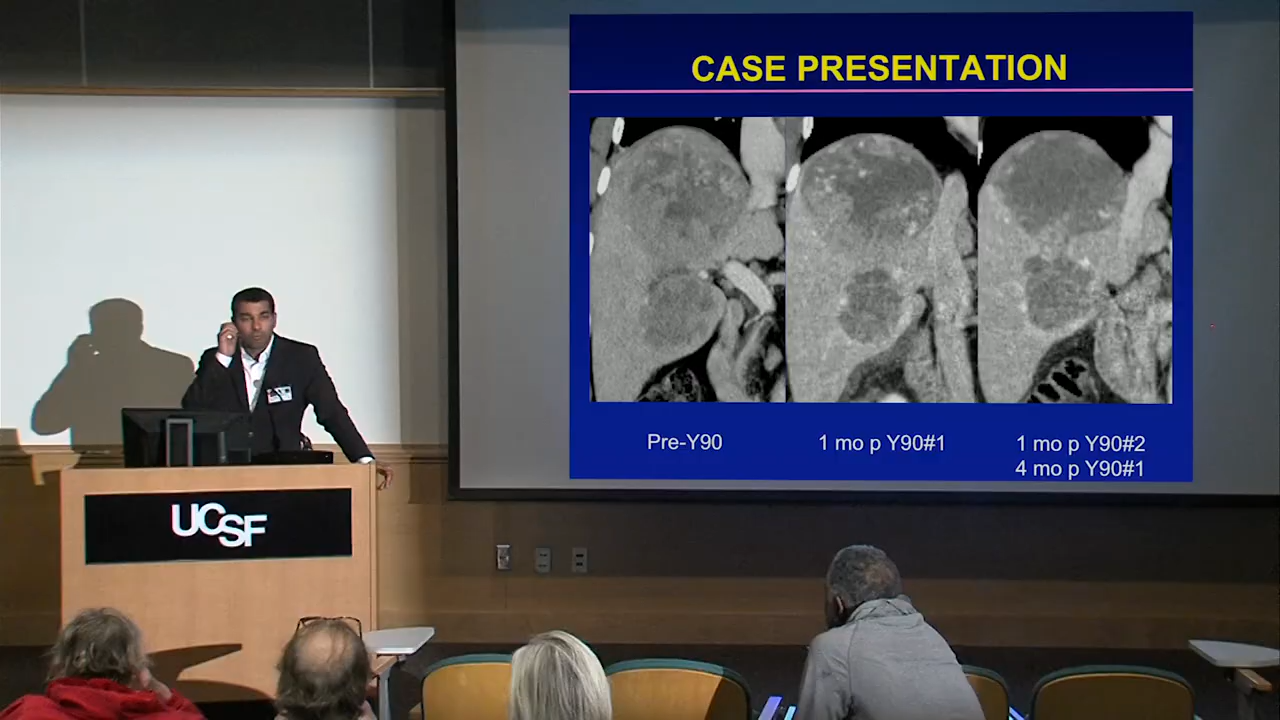 CASE PRESENTATION
Pre-Y90
1 mo p Y90#1
1 mo p Y90#2
4 mo p Y90#1
UCSF